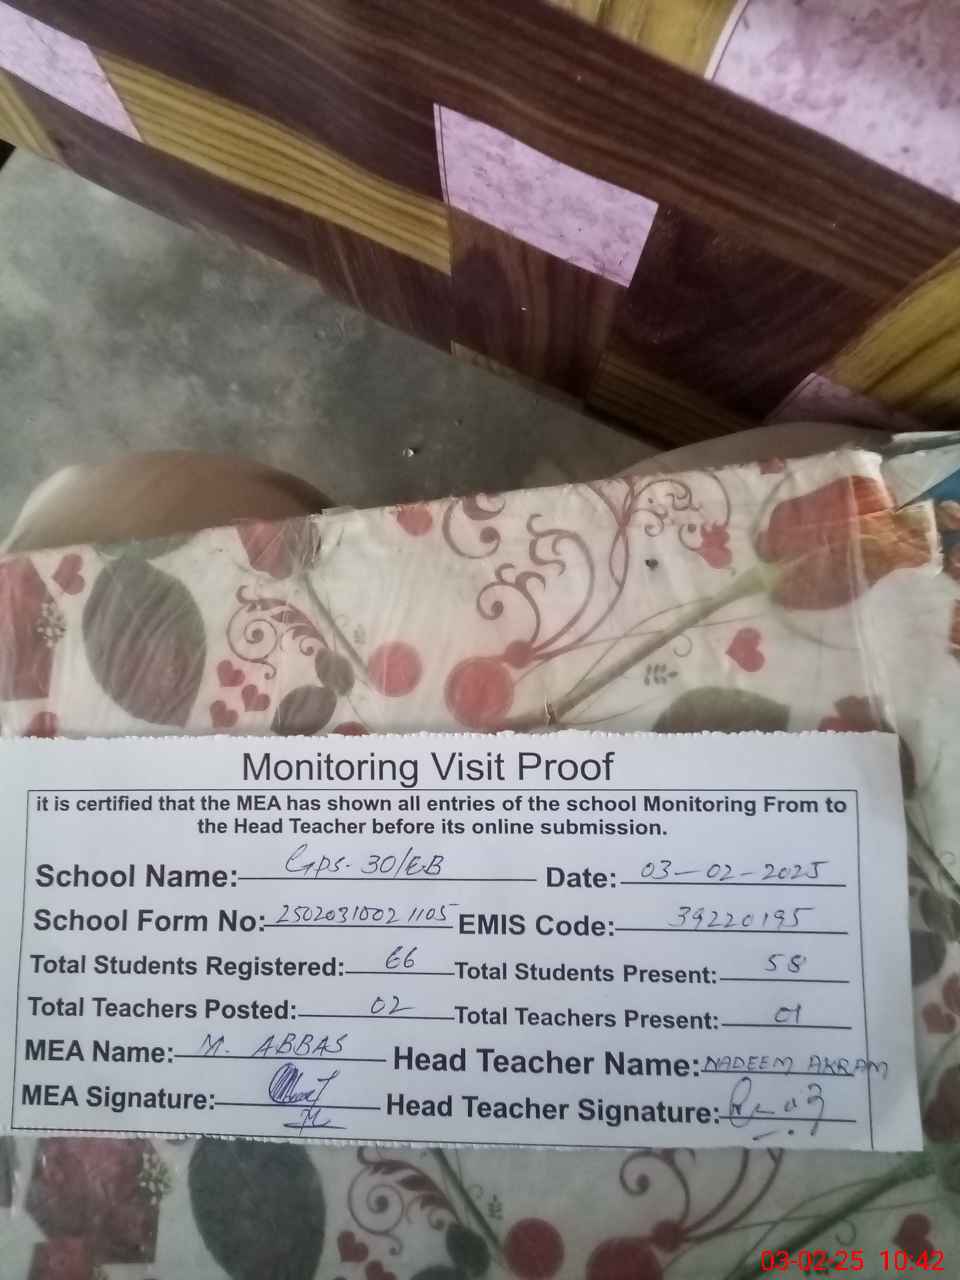 Monitoring Visit Proof
it is certified that the MEA has shown all entries of the school Monitoring From to
the Head Teacher before its online submission.
School Name: GPS. 30/EB Date: 03-02-2025
School Form No: 25020310021105 EMIS Code: 39220195
Total Students Registered: 66 Total Students Present: 58
Total Teachers Posted: 02 Total Teachers Present: 01
MEA Name: M. ABBAS Head Teacher Name: NADEEM AKRAM
MEA Signature: Head Teacher Signature:
03-02-25 10:42